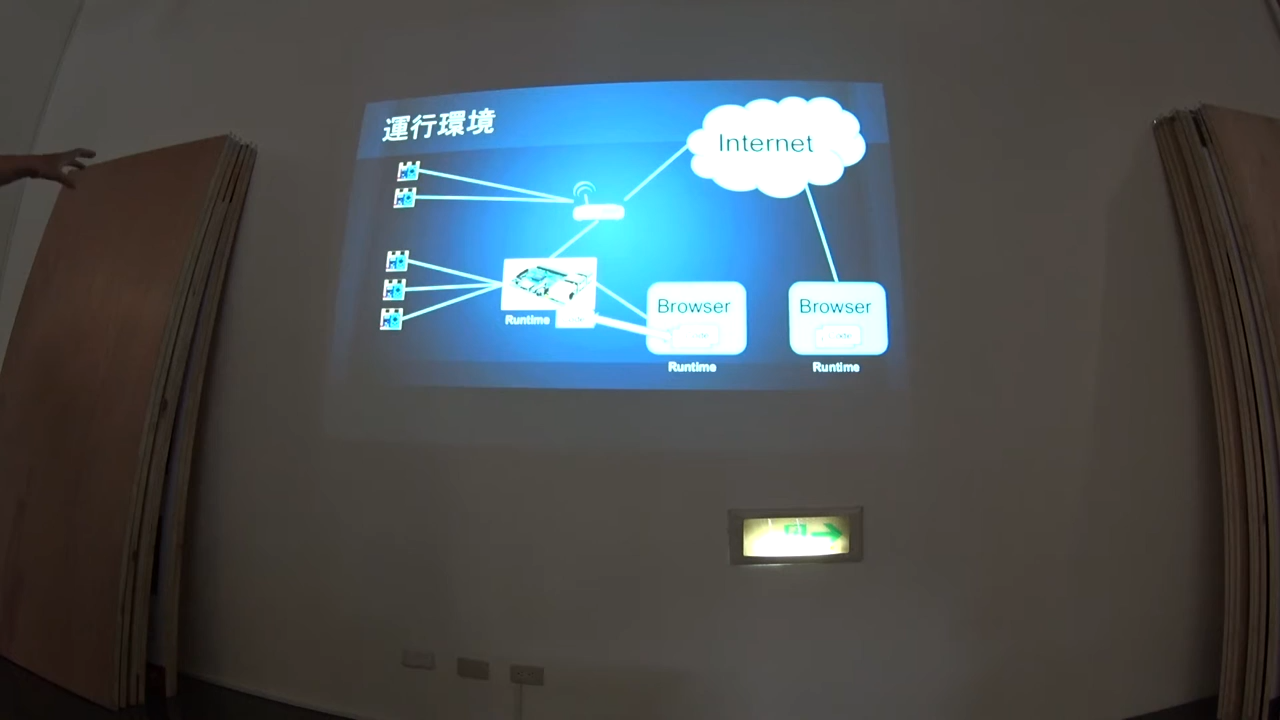 運行環境
Internet
Runtime
Browser
Runtime
Browser
Runtime